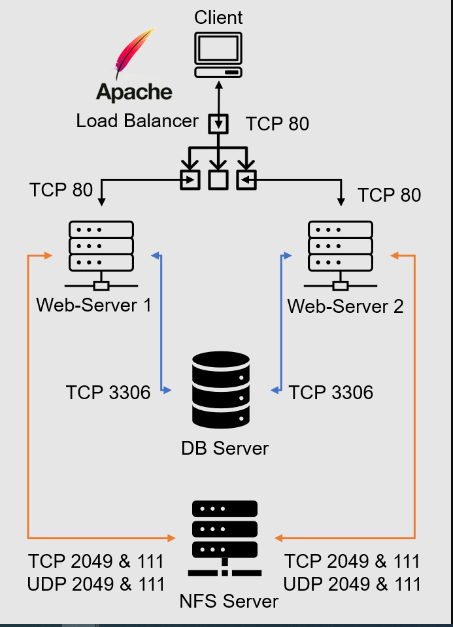 Client
Apache
Load Balancer
TCP 80
TCP 80
TCP 80
Web-Server 1
Web-Server 2
TCP 3306
TCP 3306
DB Server
TCP 2049 & 111
UDP 2049 & 111
TCP 2049 & 111
UDP 2049 & 111
NFS Server